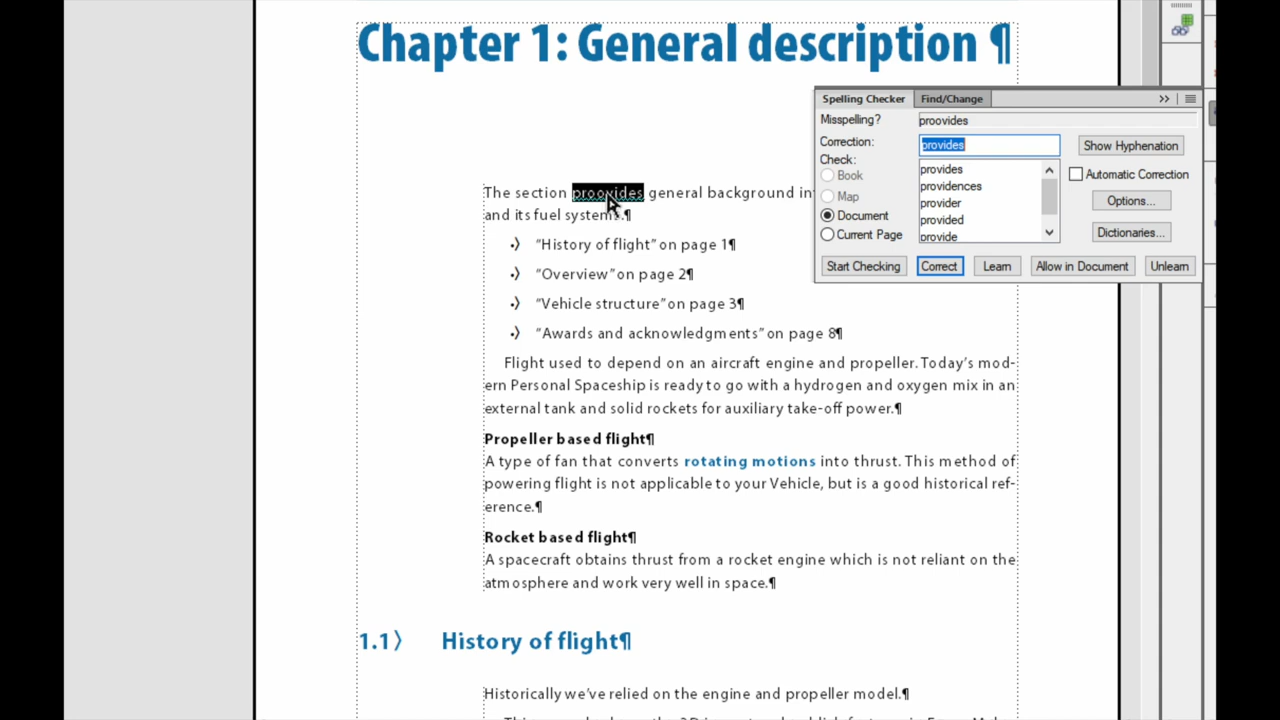 Chapter 1: General description ¶
Spelling Checker
Find/Change
Misspelling?
proovides
Correction:
provides
Show Hyphenation
Check:
Book
Map
Document
Current Page
provides
providences
provider
provided
provide
Automatic Correction
Options...
Dictionaries...
Start Checking
Correct
Learn
Allow in Document
Unlearn
The section proovides general background
and its fuel systems.¶
“History of flight” on page 1¶
“Overview” on page 2¶
“Vehicle structure” on page 3¶
“Awards and acknowledgments” on page 8¶
Flight used to depend on an aircraft engine and propeller. Today’s mod-
ern Personal Spaceship is ready to go with a hydrogen and oxygen mix in an
external tank and solid rockets for auxiliary take-off power.¶
Propeller based flight¶
A type of fan that converts rotating motions into thrust. This method of
powering flight is not applicable to your Vehicle, but is a good historical ref-
erence.¶
Rocket based flight¶
A spacecraft obtains thrust from a rocket engine which is not reliant on the
atmosphere and work very well in space.¶
1.1〉 History of flight¶
Historically we’ve relied on the engine and propeller model.¶